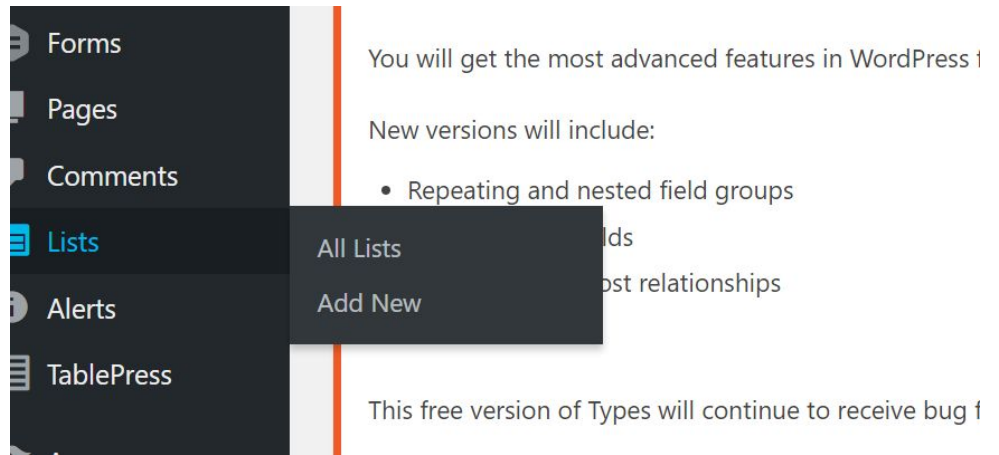 Forms
Pages
Comments
Lists
Alerts
TablePress
All Lists
Add New
You will get the most advanced features in WordPress
New versions will include:
• Repeating and nested field groups
relationships
This free version of Types will continue to receive bug